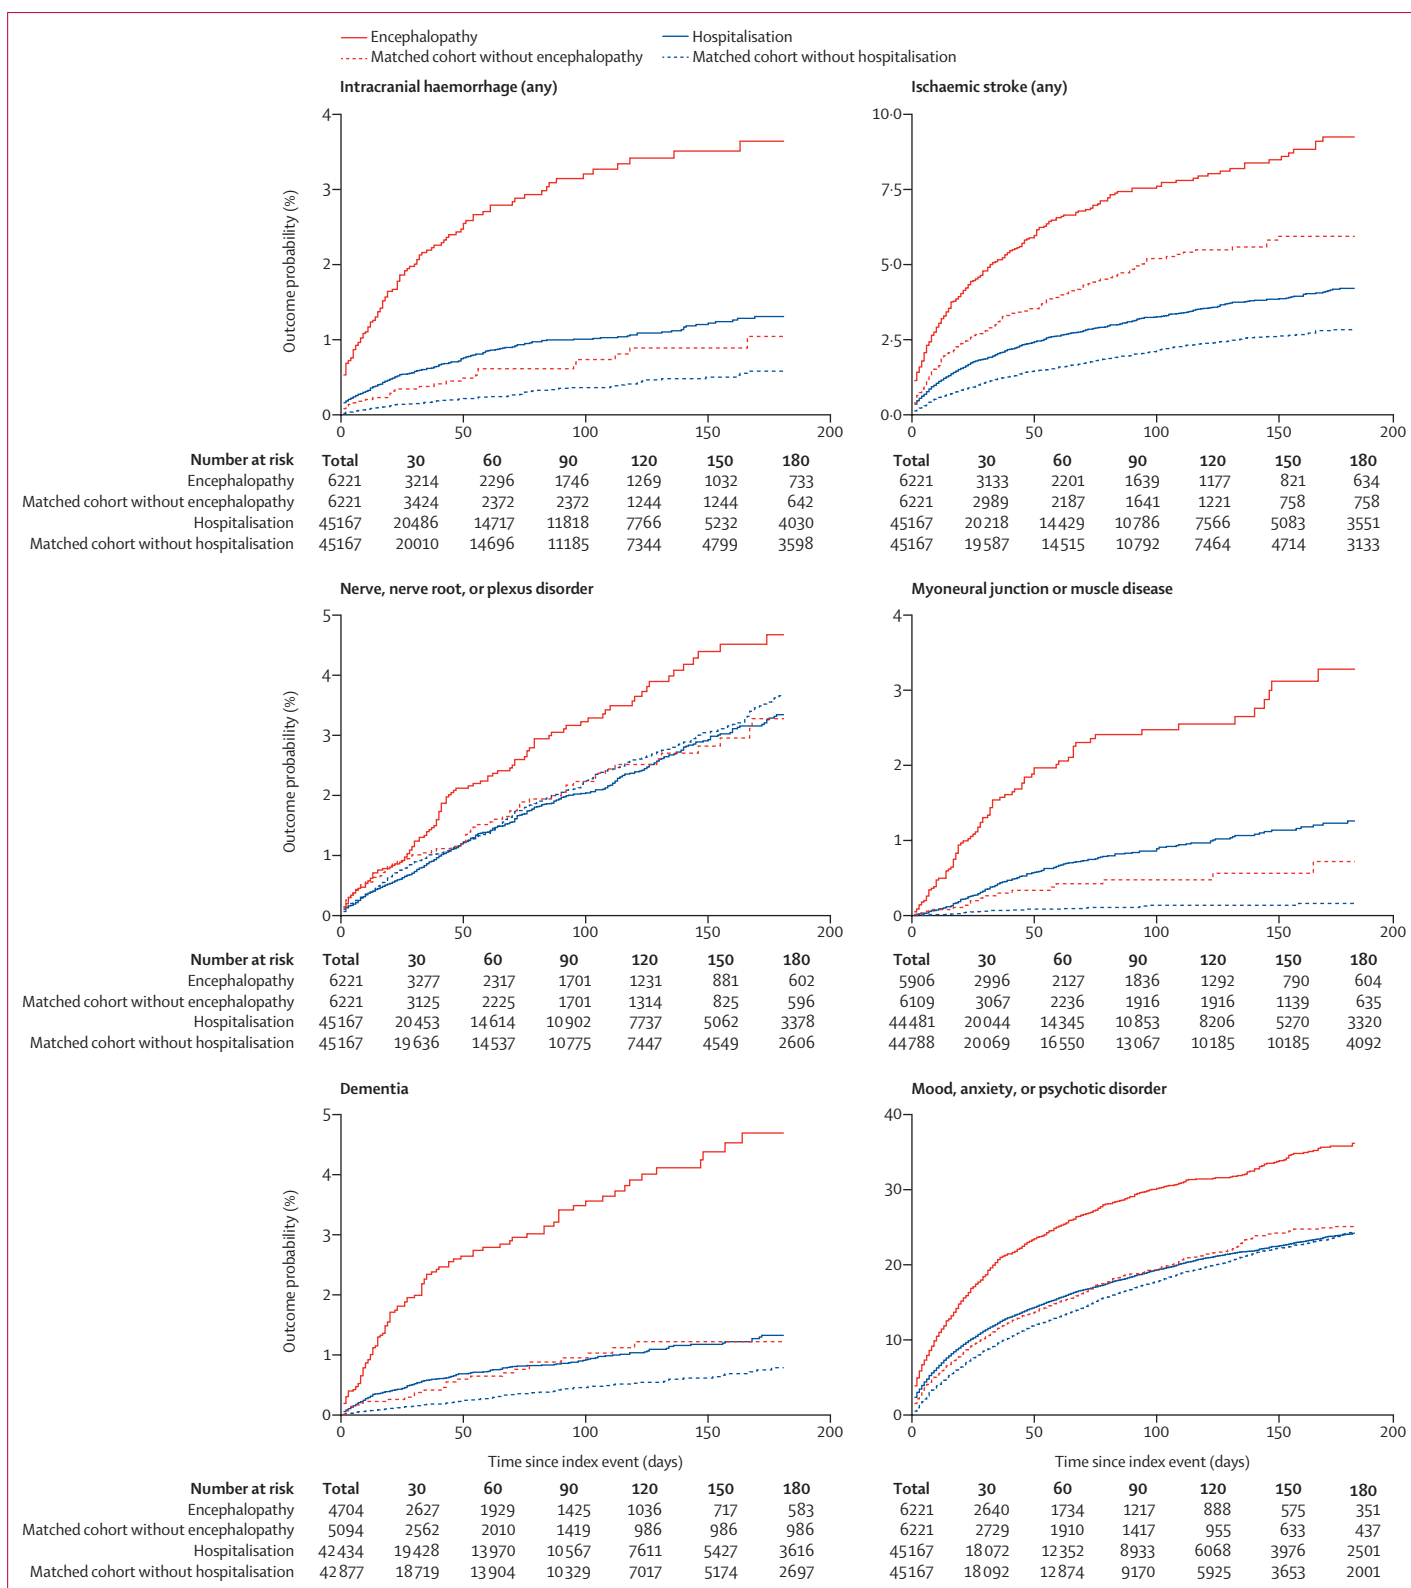 Encephalopathy Hospitalisation
Matched cohort without encephalopathy Matched cohort without hospitalisation
Intracranial haemorrhage (any) Ischaemic stroke (any)
Outcome probability (%)
4
3
2
1
0
0 50 100 150 200
10·0
7·5
5·0
2·5
0·0
0 50 100 150 200
Number at risk Total 30 60 90 120 150 180 Total 30 60 90 120 150 180
Encephalopathy 6221 3214 2296 1746 1269 1032 733 6221 3133 2201 1639 1177 821 634
Matched cohort without encephalopathy 6221 3424 2372 2372 1244 1244 642 6221 2989 2187 1641 1221 758 758
Hospitalisation 45167 20486 14717 11818 7766 5232 4030 45167 20218 14429 10786 7566 5083 3551
Matched cohort without hospitalisation 45167 20010 14696 11185 7344 4799 3598 45167 19587 14515 10792 7464 4714 3133
Nerve, nerve root, or plexus disorder Myoneural junction or muscle disease
Outcome probability (%)
5
4
3
2
1
0
0 50 100 150 200
4
3
2
1
0
0 50 100 150 200
Number at risk Total 30 60 90 120 150 180 Total 30 60 90 120 150 180
Encephalopathy 6221 3277 2317 1701 1231 881 602 5906 2996 2127 1836 1292 790 604
Matched cohort without encephalopathy 6221 3125 2225 1701 1314 825 596 6109 3067 2236 1916 1916 1139 635
Hospitalisation 45167 20453 14614 10902 7737 5062 3378 44481 20044 14345 10853 8206 5270 3320
Matched cohort without hospitalisation 45167 19636 14537 10775 7447 4549 2606 44788 20069 16550 13067 10185 10185 4092
Dementia Mood, anxiety, or psychotic disorder
Outcome probability (%)
5
4
3
2
1
0
0 50 100 150 200
40
30
20
10
0
0 50 100 150 200
Time since index event (days) Time since index event (days)
Number at risk Total 30 60 90 120 150 180 Total 30 60 90 120 150 180
Encephalopathy 4704 2627 1929 1425 1036 717 583 6221 2640 1734 1217 888 575 351
Matched cohort without encephalopathy 5094 2562 2010 1419 986 986 986 6221 2729 1910 1417 955 633 437
Hospitalisation 42434 19428 13970 10567 7611 5427 3616 45167 18072 12352 8933 6068 3976 2501
Matched cohort without hospitalisation 42877 18719 13904 10329 7017 5174 2697 45167 18092 12874 9170 5925 3653 2001